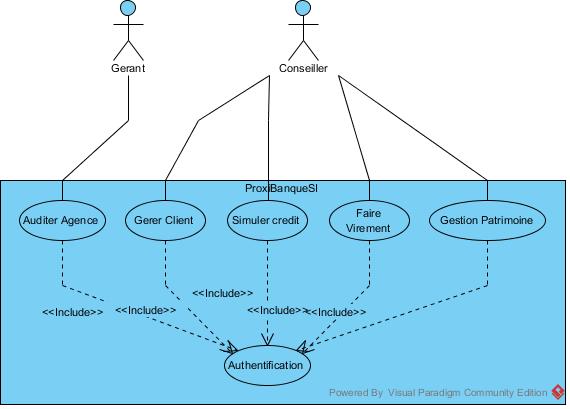 Gerant
Conseiller
ProxiBanqueSI
Auditer Agence
Gerer Client
Simuler credit
Faire
Virement
Gestion Patrimoine
<<Include>>
<<Include>>
<<Include>>
<<Include>>
<<Include>>
Authentification
Powered By Visual Paradigm Community Edition